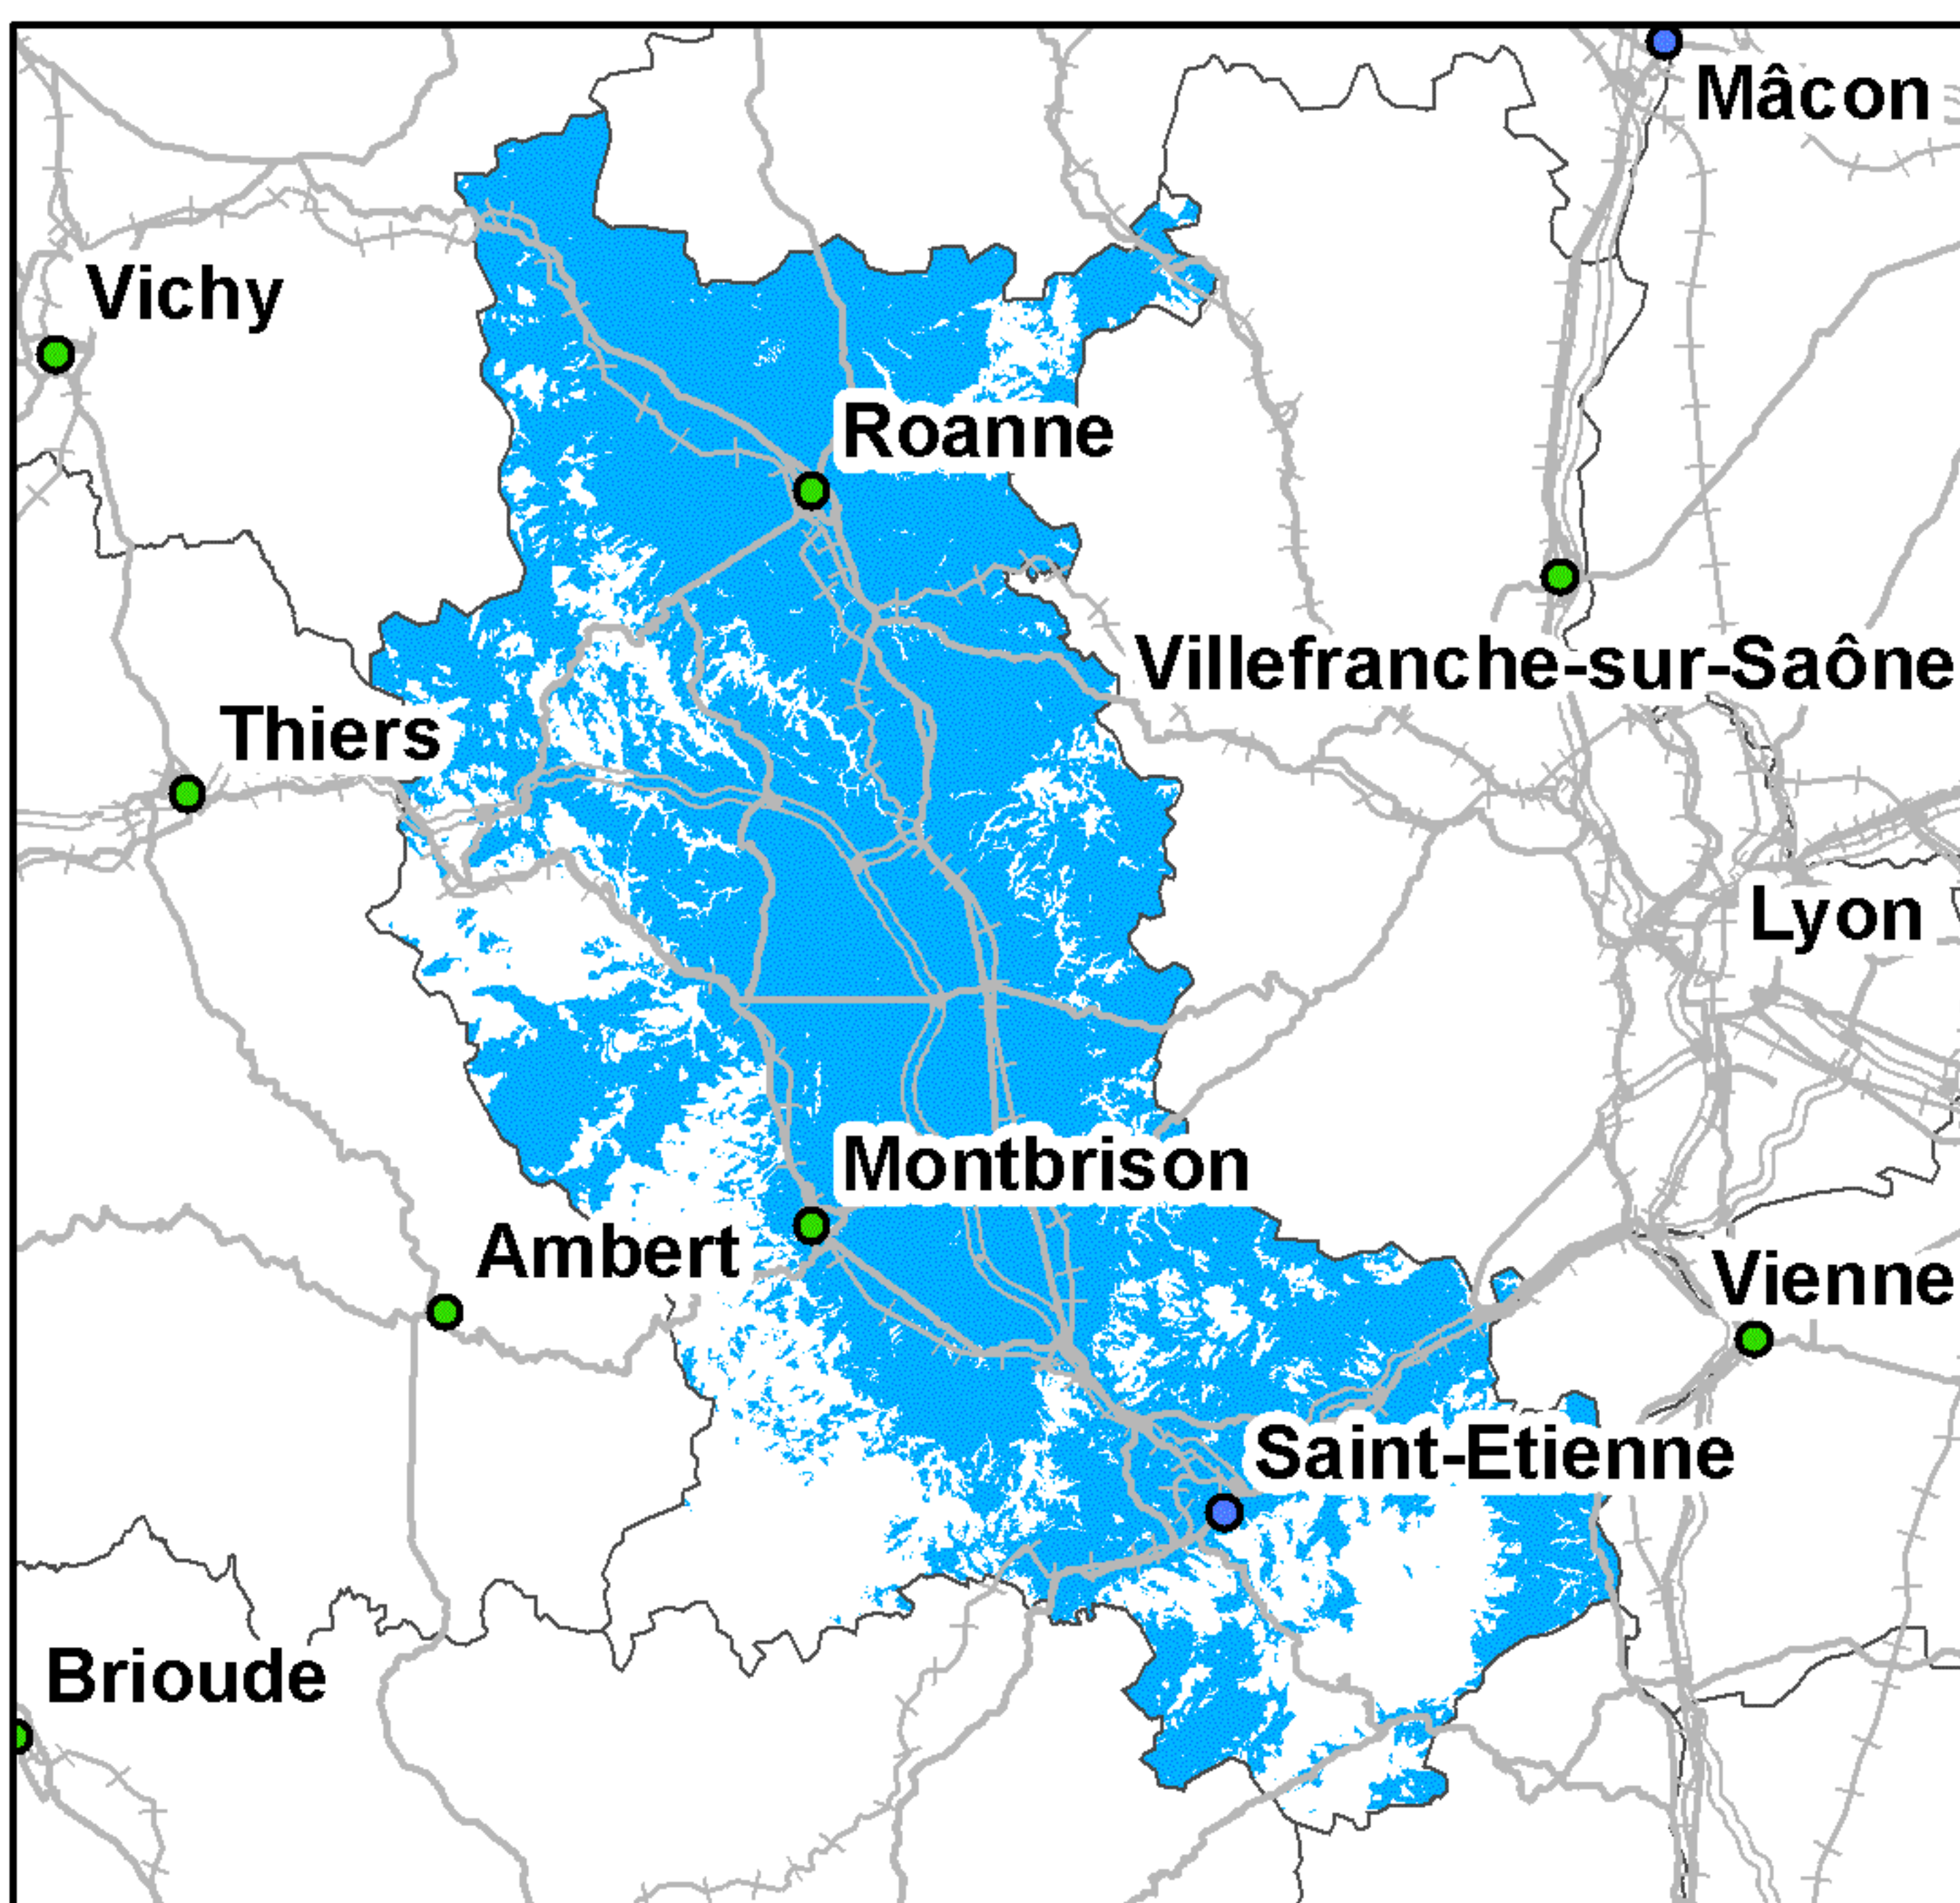 Mâcon
Vichy
Roanne
Villefranche-sur-Saône
Thiers
Lyon
Montbrison
Ambert
Vienne
Saint-Etienne
Brioude